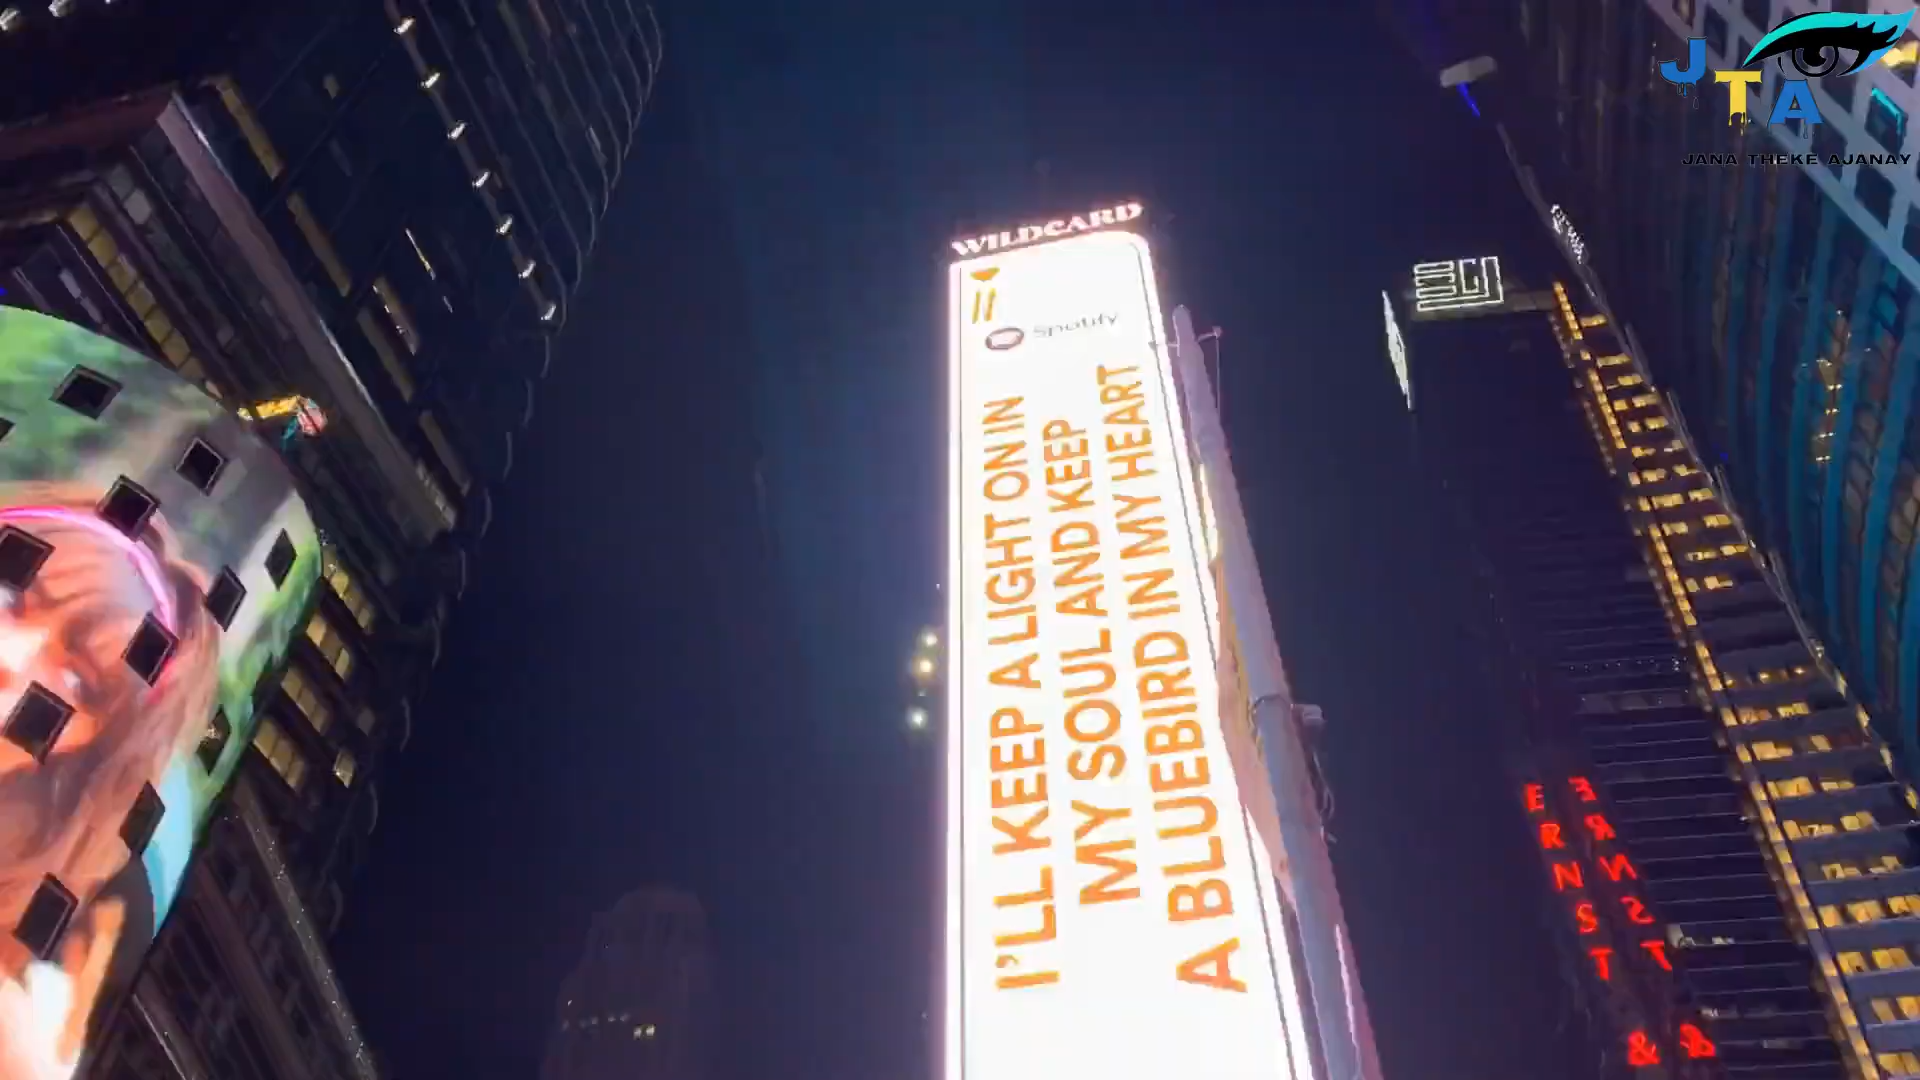 JTA
JANA THEKE AJANAY
WILDCARD
Spotify
I'LL KEEP A LIGHT ON IN
MY SOUL AND KEEP
A BLUEBIRD IN MY HEART
ERNST
&
ERNST
&